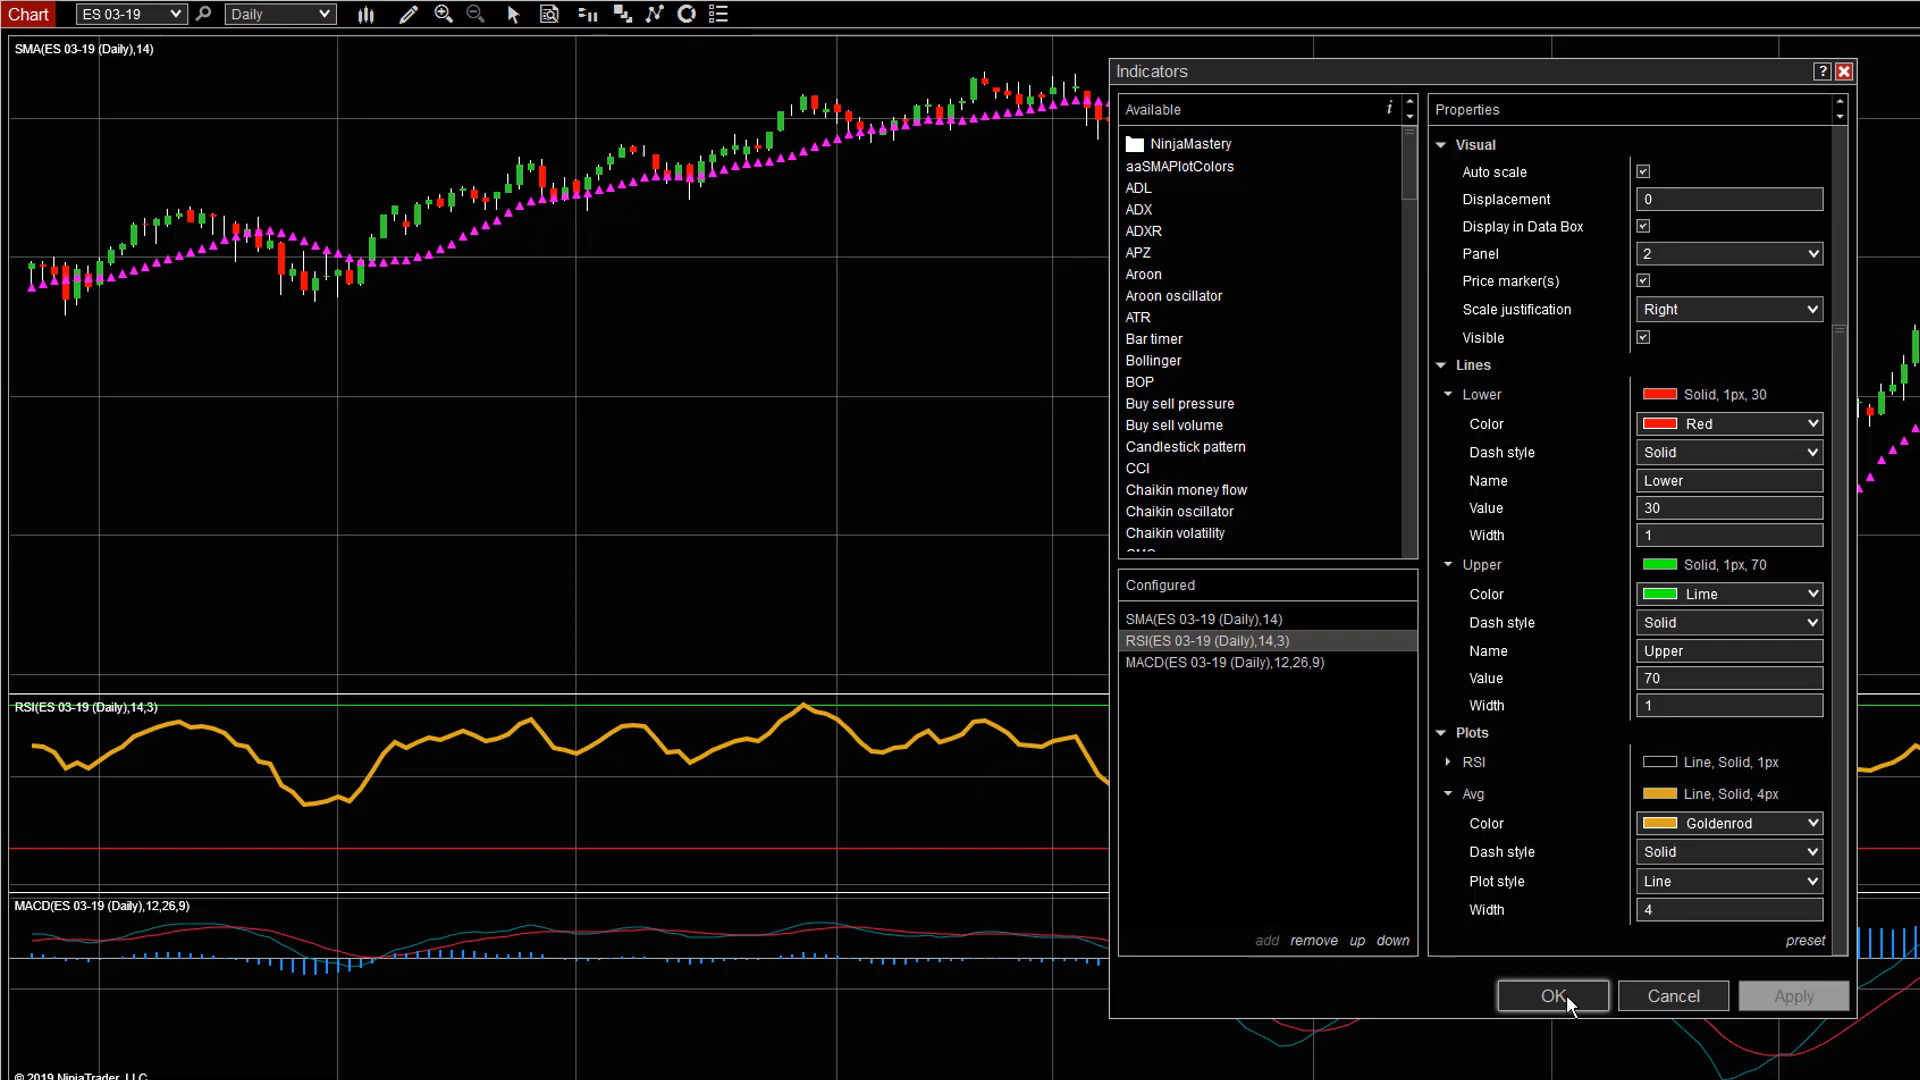 Chart ES 03-19 Daily
SMA(ES 03-19 (Daily),14)
Indicators ?
Available i
NinjaMastery
aaSMAPlotColors
ADL
ADX
ADXR
APZ
Aroon
Aroon oscillator
ATR
Bar timer
Bollinger
BOP
Buy sell pressure
Buy sell volume
Candlestick pattern
CCI
Chaikin money flow
Chaikin oscillator
Chaikin volatility
Configured
SMA(ES 03-19 (Daily),14)
RSI(ES 03-19 (Daily),14,3)
MACD(ES 03-19 (Daily),12,26,9)
add remove up down
Properties
Visual
Auto scale
Displacement 0
Display in Data Box
Panel 2
Price marker(s)
Scale justification Right
Visible
Lines
Lower Solid, 1px, 30
Color Red
Dash style Solid
Name Lower
Value 30
Width 1
Upper Solid, 1px, 70
Color Lime
Dash style Solid
Name Upper
Value 70
Width 1
Plots
RSI Line, Solid, 1px
Avg Line, Solid, 4px
Color Goldenrod
Dash style Solid
Plot style Line
Width 4
preset
OK Cancel Apply
RSI(ES 03-19 (Daily),14,3)
MACD(ES 03-19 (Daily),12,26,9)
© 2019 NinjaTrader, LLC